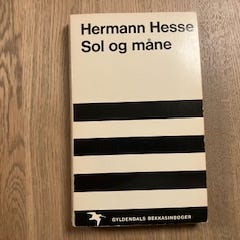 Hermann Hesse
Sol og måne
GYLDENDALS BEKKASINBØGER